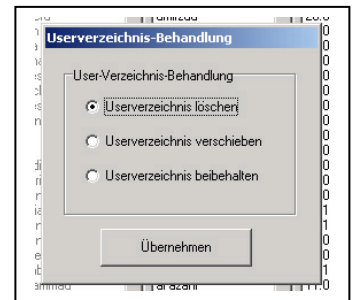 Userverzeichnis-Behandlung
User-Verzeichnis-Behandlung
Userverzeichnis löschen
Userverzeichnis verschieben
Userverzeichnis beibehalten
Übernehmen